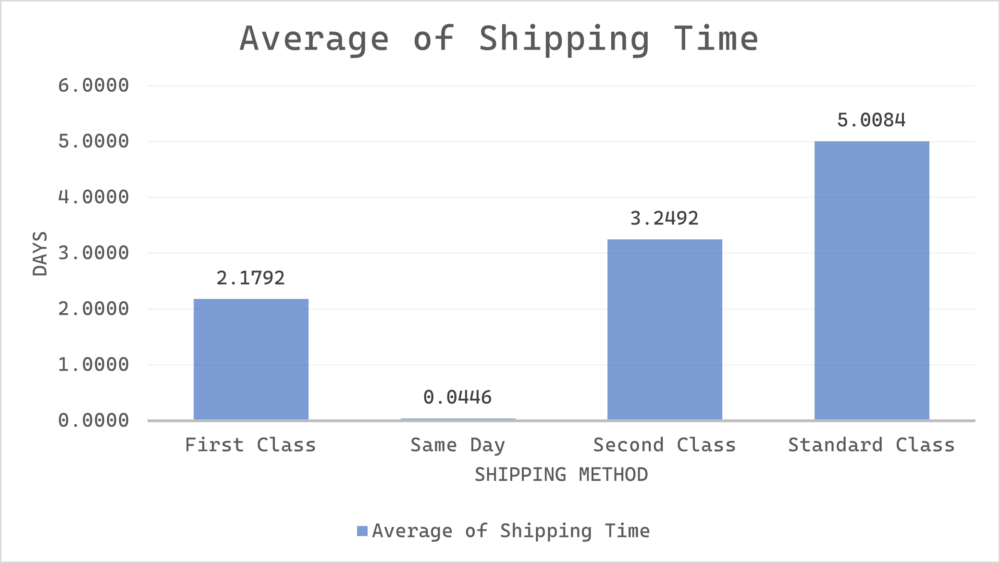 Average of Shipping Time
6.0000
5.0000
4.0000
3.0000
2.0000
1.0000
0.0000
DAYS
2.1792
0.0446
3.2492
5.0084
First Class
Same Day
Second Class
Standard Class
SHIPPING METHOD
Average of Shipping Time